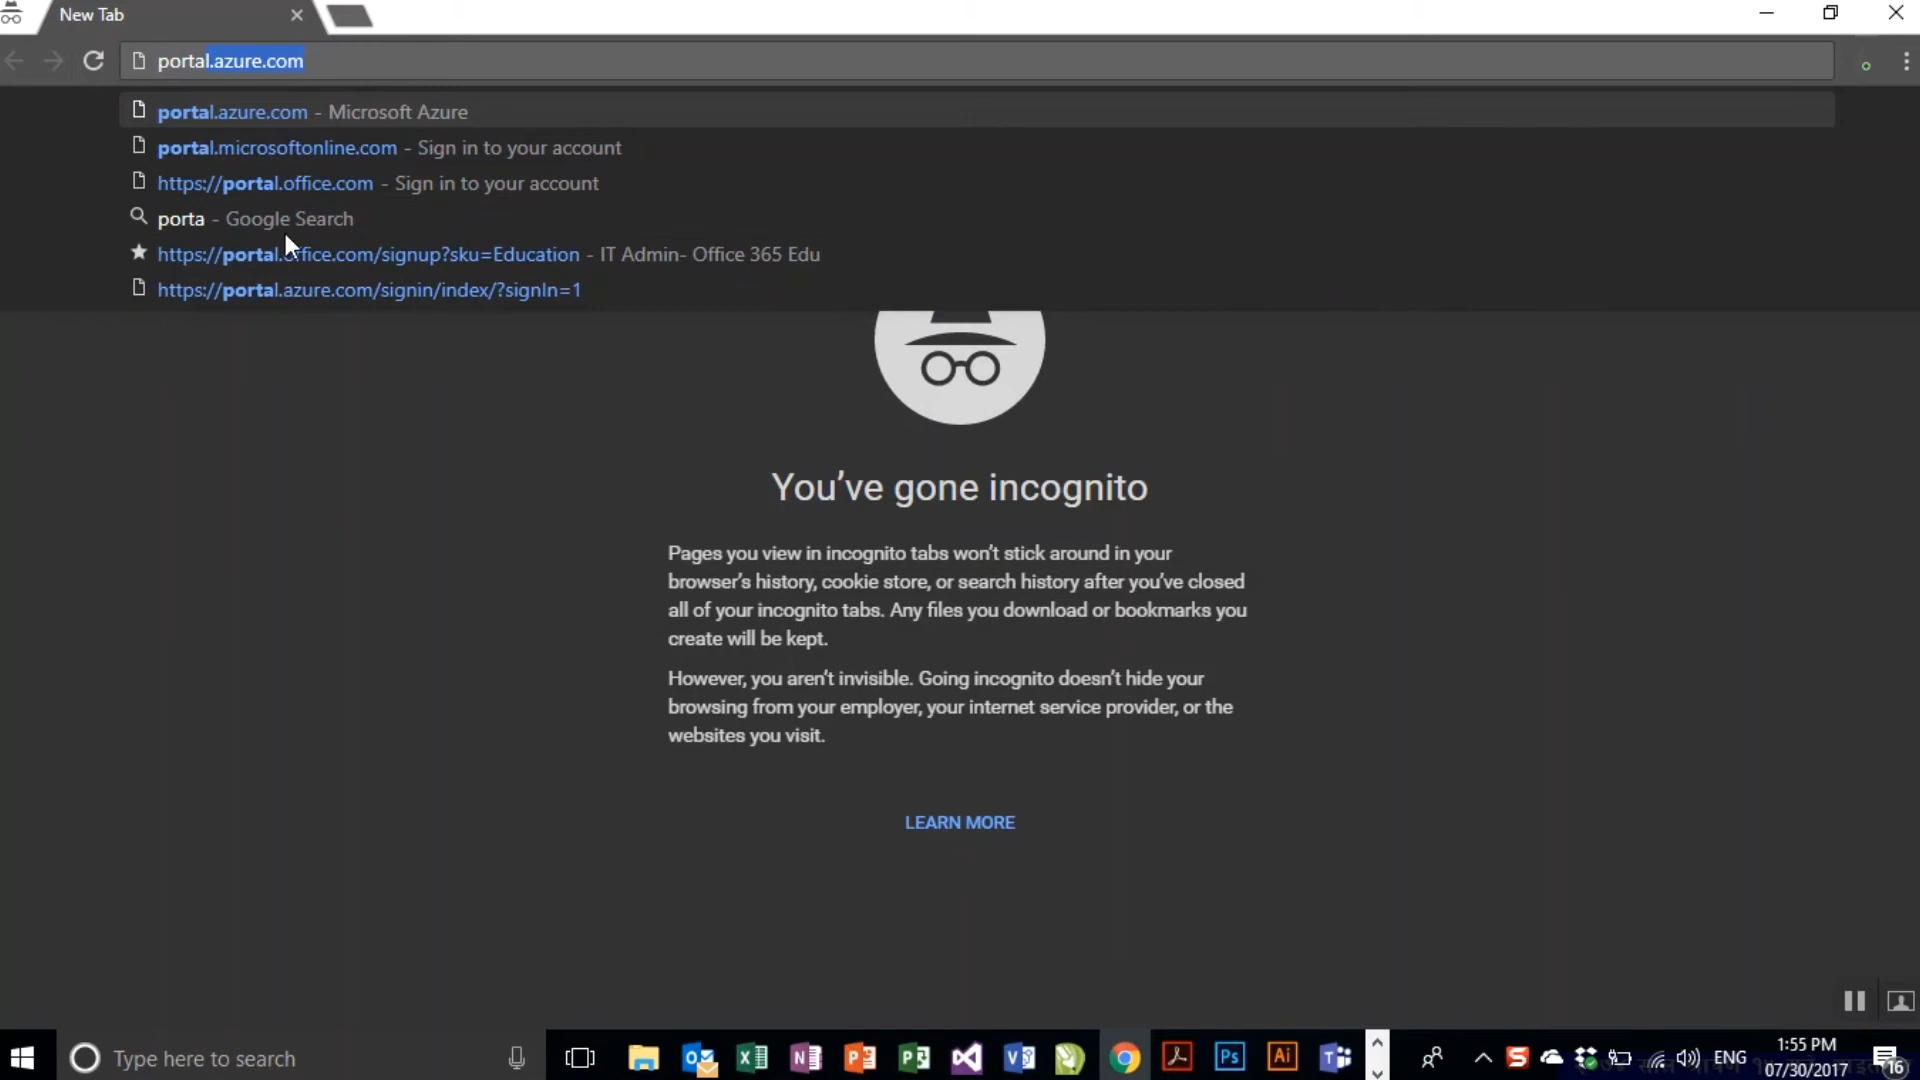 New Tab
portal.azure.com
portal.azure.com - Microsoft Azure
portal.microsoftonline.com - Sign in to your account
https://portal.office.com - Sign in to your account
porta - Google Search
https://portal.office.com/signup?sku=Education - IT Admin- Office 365 Edu
https://portal.azure.com/signin/index/?signIn=1
You've gone incognito
Pages you view in incognito tabs won't stick around in your
browser's history, cookie store, or search history after you've closed
all of your incognito tabs. Any files you download or bookmarks you
create will be kept.
However, you aren't invisible. Going incognito doesn't hide your
browsing from your employer, your internet service provider, or the
websites you visit.
LEARN MORE
Type here to search
Ps
Ai
ENG
1:55 PM
07/30/2017
16